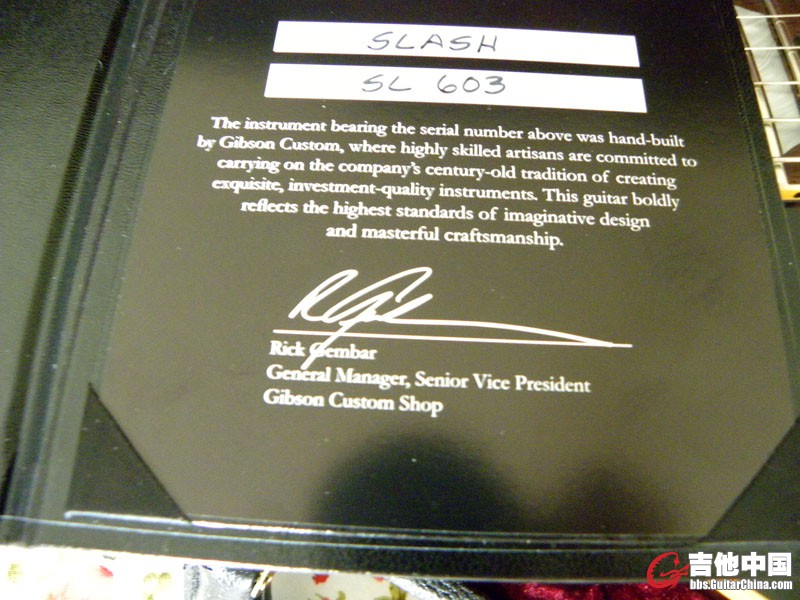 SLASH
SL 603
The instrument bearing the serial number above was hand-built
by Gibson Custom, where highly skilled artisans are committed to
carrying on the company's century-old tradition of creating
exquisite, investment-quality instruments. This guitar boldly
reflects the highest standards of imaginative design
and masterful craftsmanship.
Rick Gembar
General Manager, Senior Vice President
Gibson Custom Shop
吉他中国
bbs.GuitarChina.com